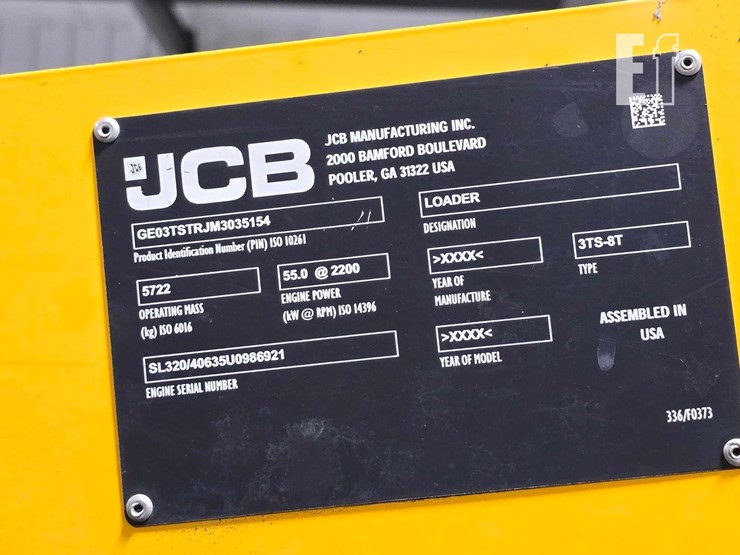 Ef
JCB
JCB MANUFACTURING INC.
2000 BAMFORD BOULEVARD
POOLER, GA 31322 USA
GE03TSTRJM3035154
Product Identification Number (PIN) ISO 10261
LOADER
DESIGNATION
5722
OPERATING MASS
(kg) ISO 6016
55.0 @ 2200
ENGINE POWER
(kW @ RPM) ISO 14396
>XXXX<
YEAR OF
MANUFACTURE
3TS-8T
TYPE
SL320/40635U0986921
ENGINE SERIAL NUMBER
>XXXX<
YEAR OF MODEL
ASSEMBLED IN
USA
336/F0373